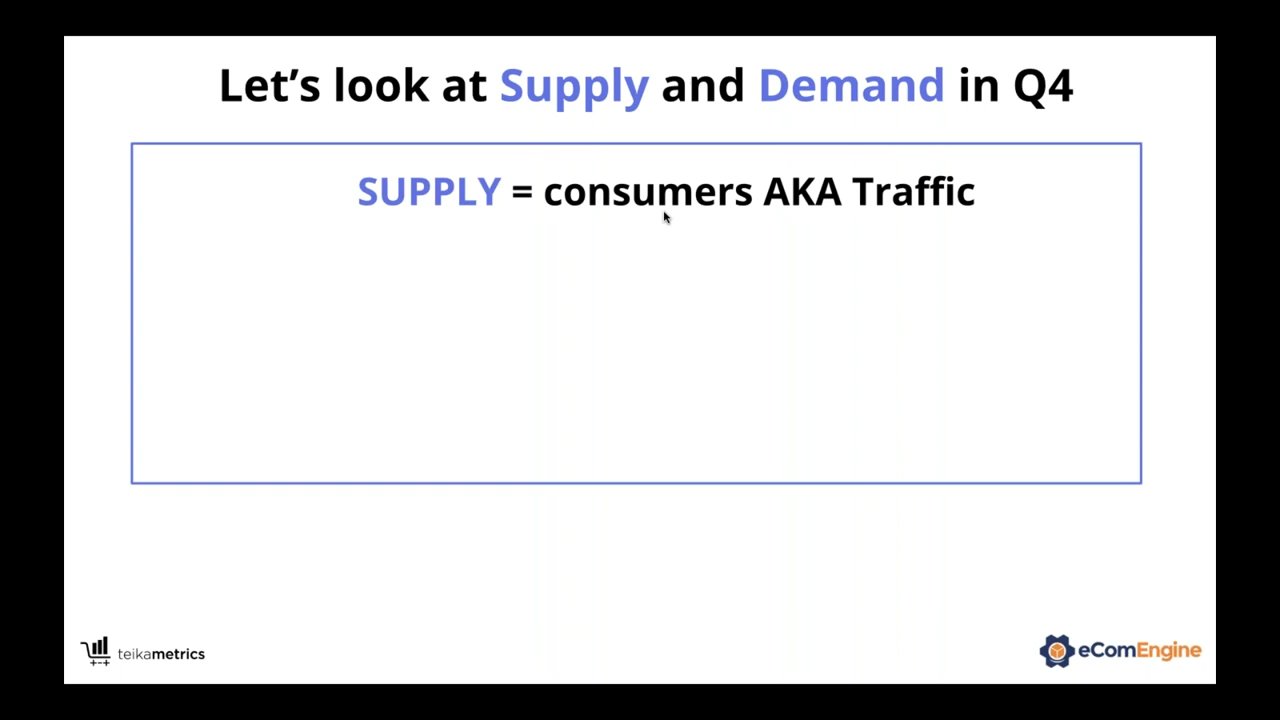 Let’s look at Supply and Demand in Q4
SUPPLY = consumers AKA Traffic
teikametrics
eComEngine